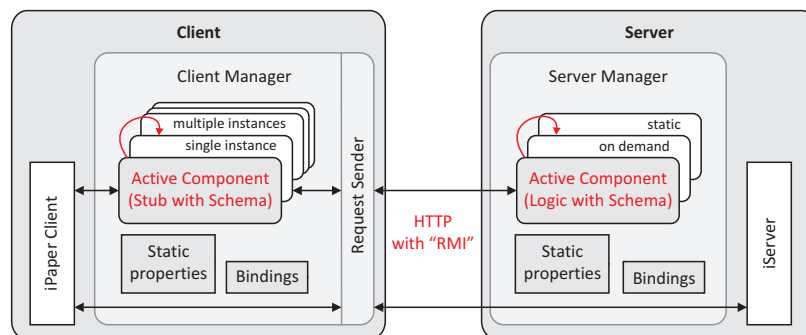 Client
Client Manager
multiple instances
single instance
Active Component
(Stub with Schema)
iPaper Client
Static
properties
Bindings
Request Sender
HTTP
with “RMI”
Server
Server Manager
static
on demand
Active Component
(Logic with Schema)
Static
properties
Bindings
iServer